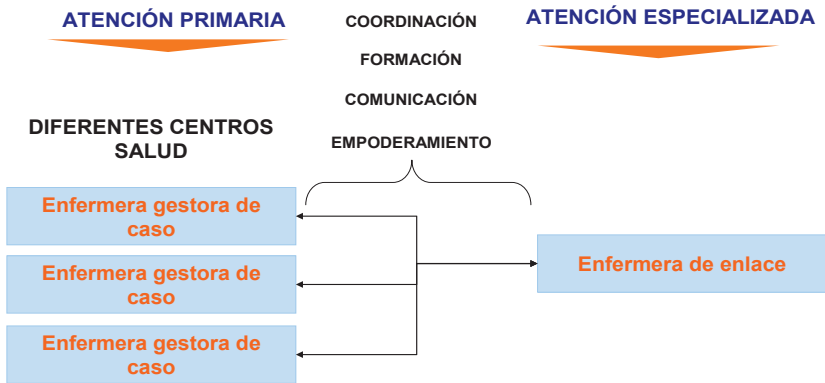 ATENCIÓN PRIMARIA
COORDINACIÓN
ATENCIÓN ESPECIALIZADA
FORMACIÓN
COMUNICACIÓN
EMPODERAMIENTO
DIFERENTES CENTROS
SALUD
Enfermera gestora de
caso
Enfermera gestora de
caso
Enfermera gestora de
caso
Enfermera de enlace